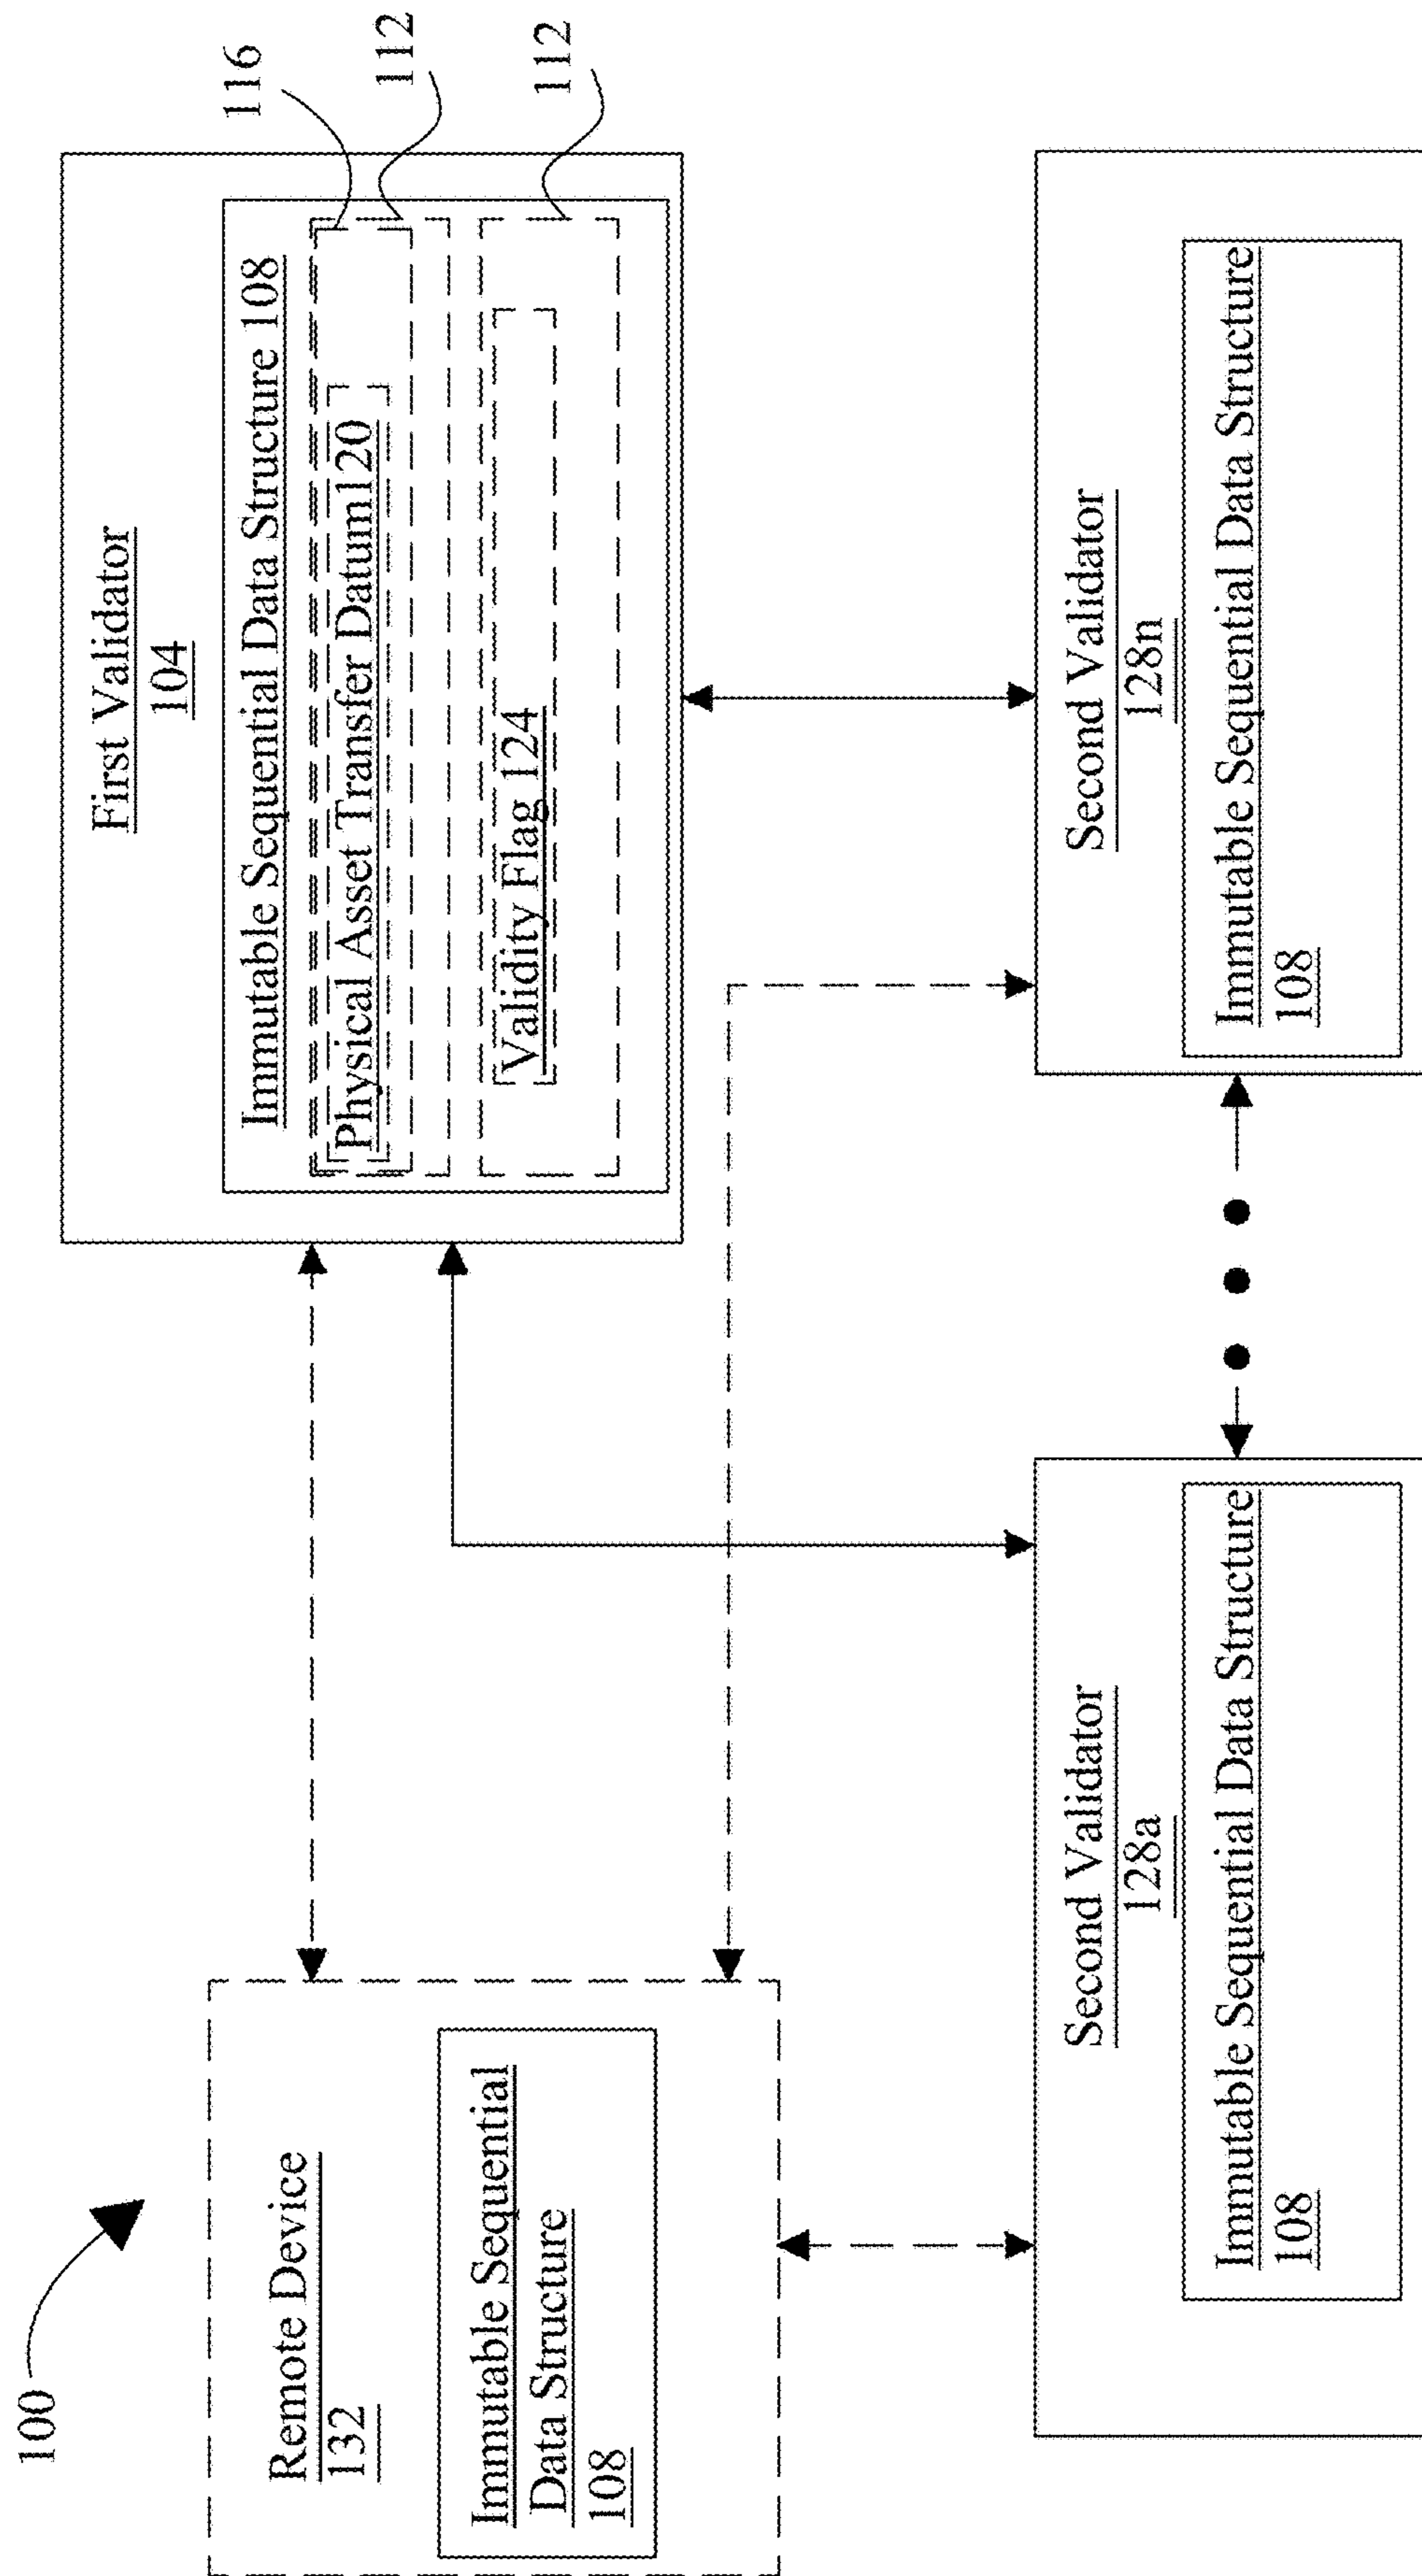 100
Remote Device
132
Immutable Sequential
Data Structure
108
First Validator
104
Immutable Sequential Data Structure 108
Physical Asset Transfer Datum120
Validity Flag 124
116
112
112
Second Validator
128a
Immutable Sequential Data Structure
108
Second Validator
128n
Immutable Sequential Data Structure
108